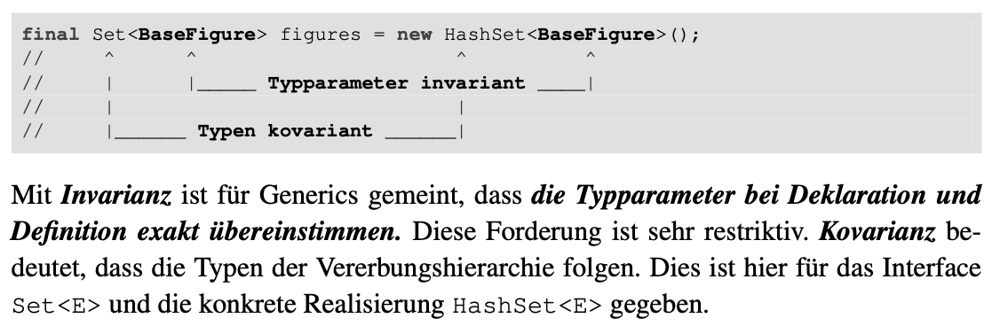 final Set<BaseFigure> figures = new HashSet<BaseFigure>();
//     ^      ^                      ^          ^
//     |      |_____ Typparameter invariant ____|
//     |                             |
//     |______ Typen kovariant ______|
Mit Invarianz ist für Generics gemeint, dass die Typparameter bei Deklaration und
Definition exakt übereinstimmen. Diese Forderung ist sehr restriktiv. Kovarianz be-
deutet, dass die Typen der Vererbungshierarchie folgen. Dies ist hier für das Interface
Set<E> und die konkrete Realisierung HashSet<E> gegeben.